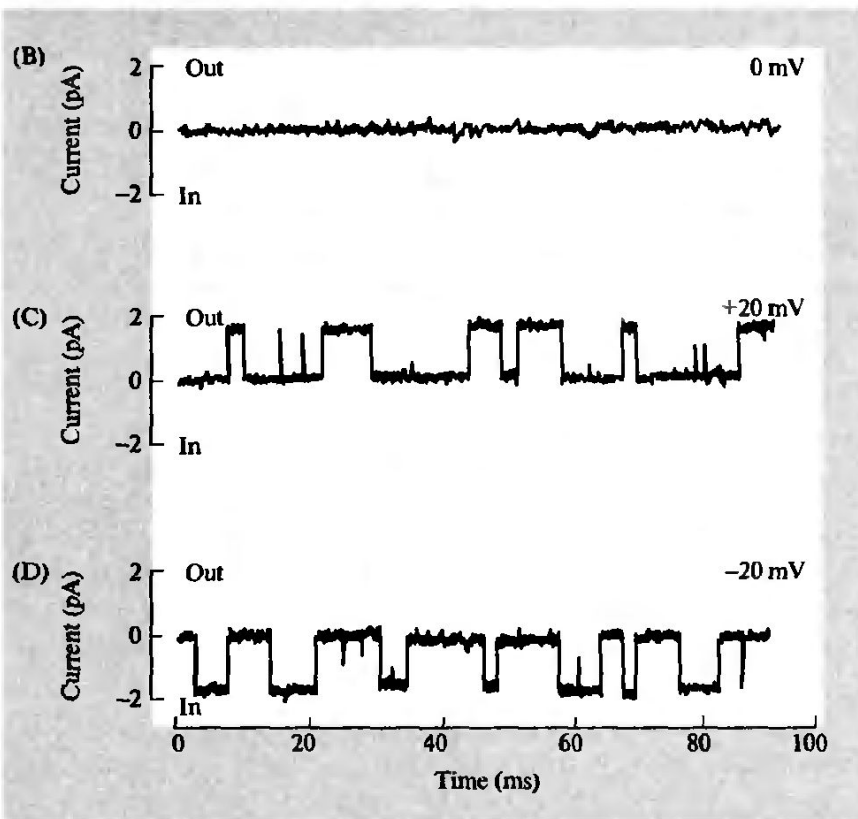 (B)
Current (pA)
2
0
−2
Out
In
0 mV
(C)
Current (pA)
2
0
−2
Out
In
+20 mV
(D)
Current (pA)
2
0
−2
Out
In
−20 mV
0 20 40 60 80 100
Time (ms)